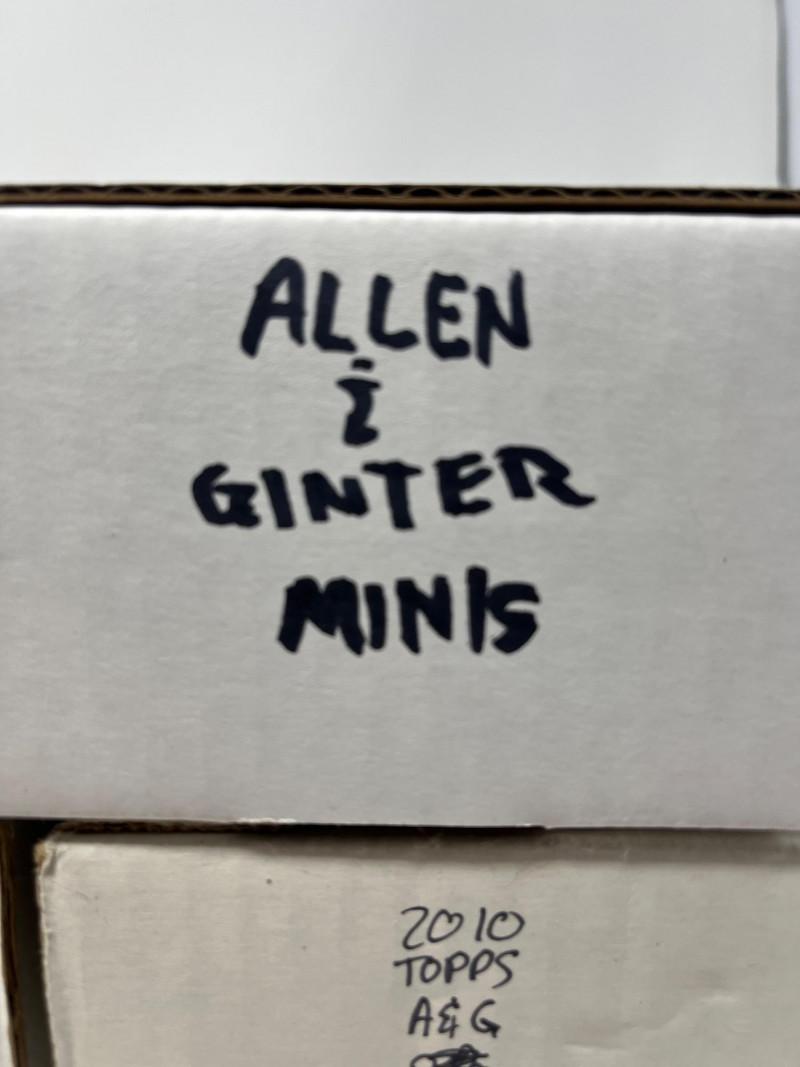 ALLEN
&
GINTER
MINIS
2010
TOPPS
A&G